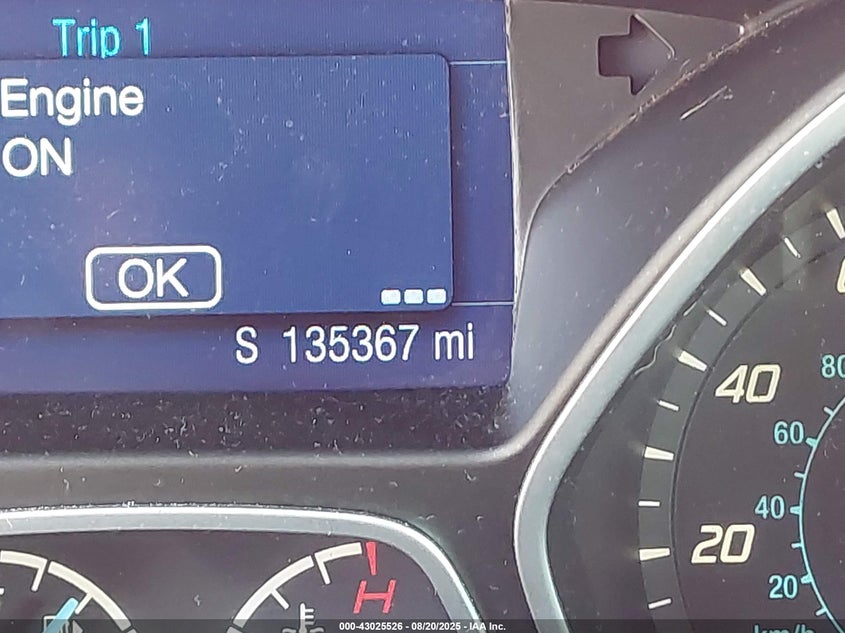 Trip 1
Engine
ON
OK
S 135367 mi
40
80
60
40
20
20
H
km/h
000-43025526 - 08/20/2025 - IAA Inc.